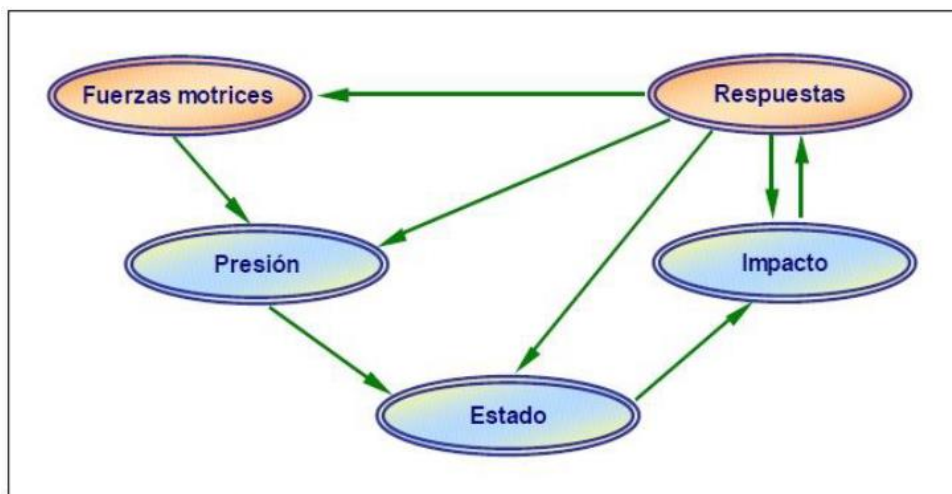 Fuerzas motrices
Respuestas
Presión
Impacto
Estado